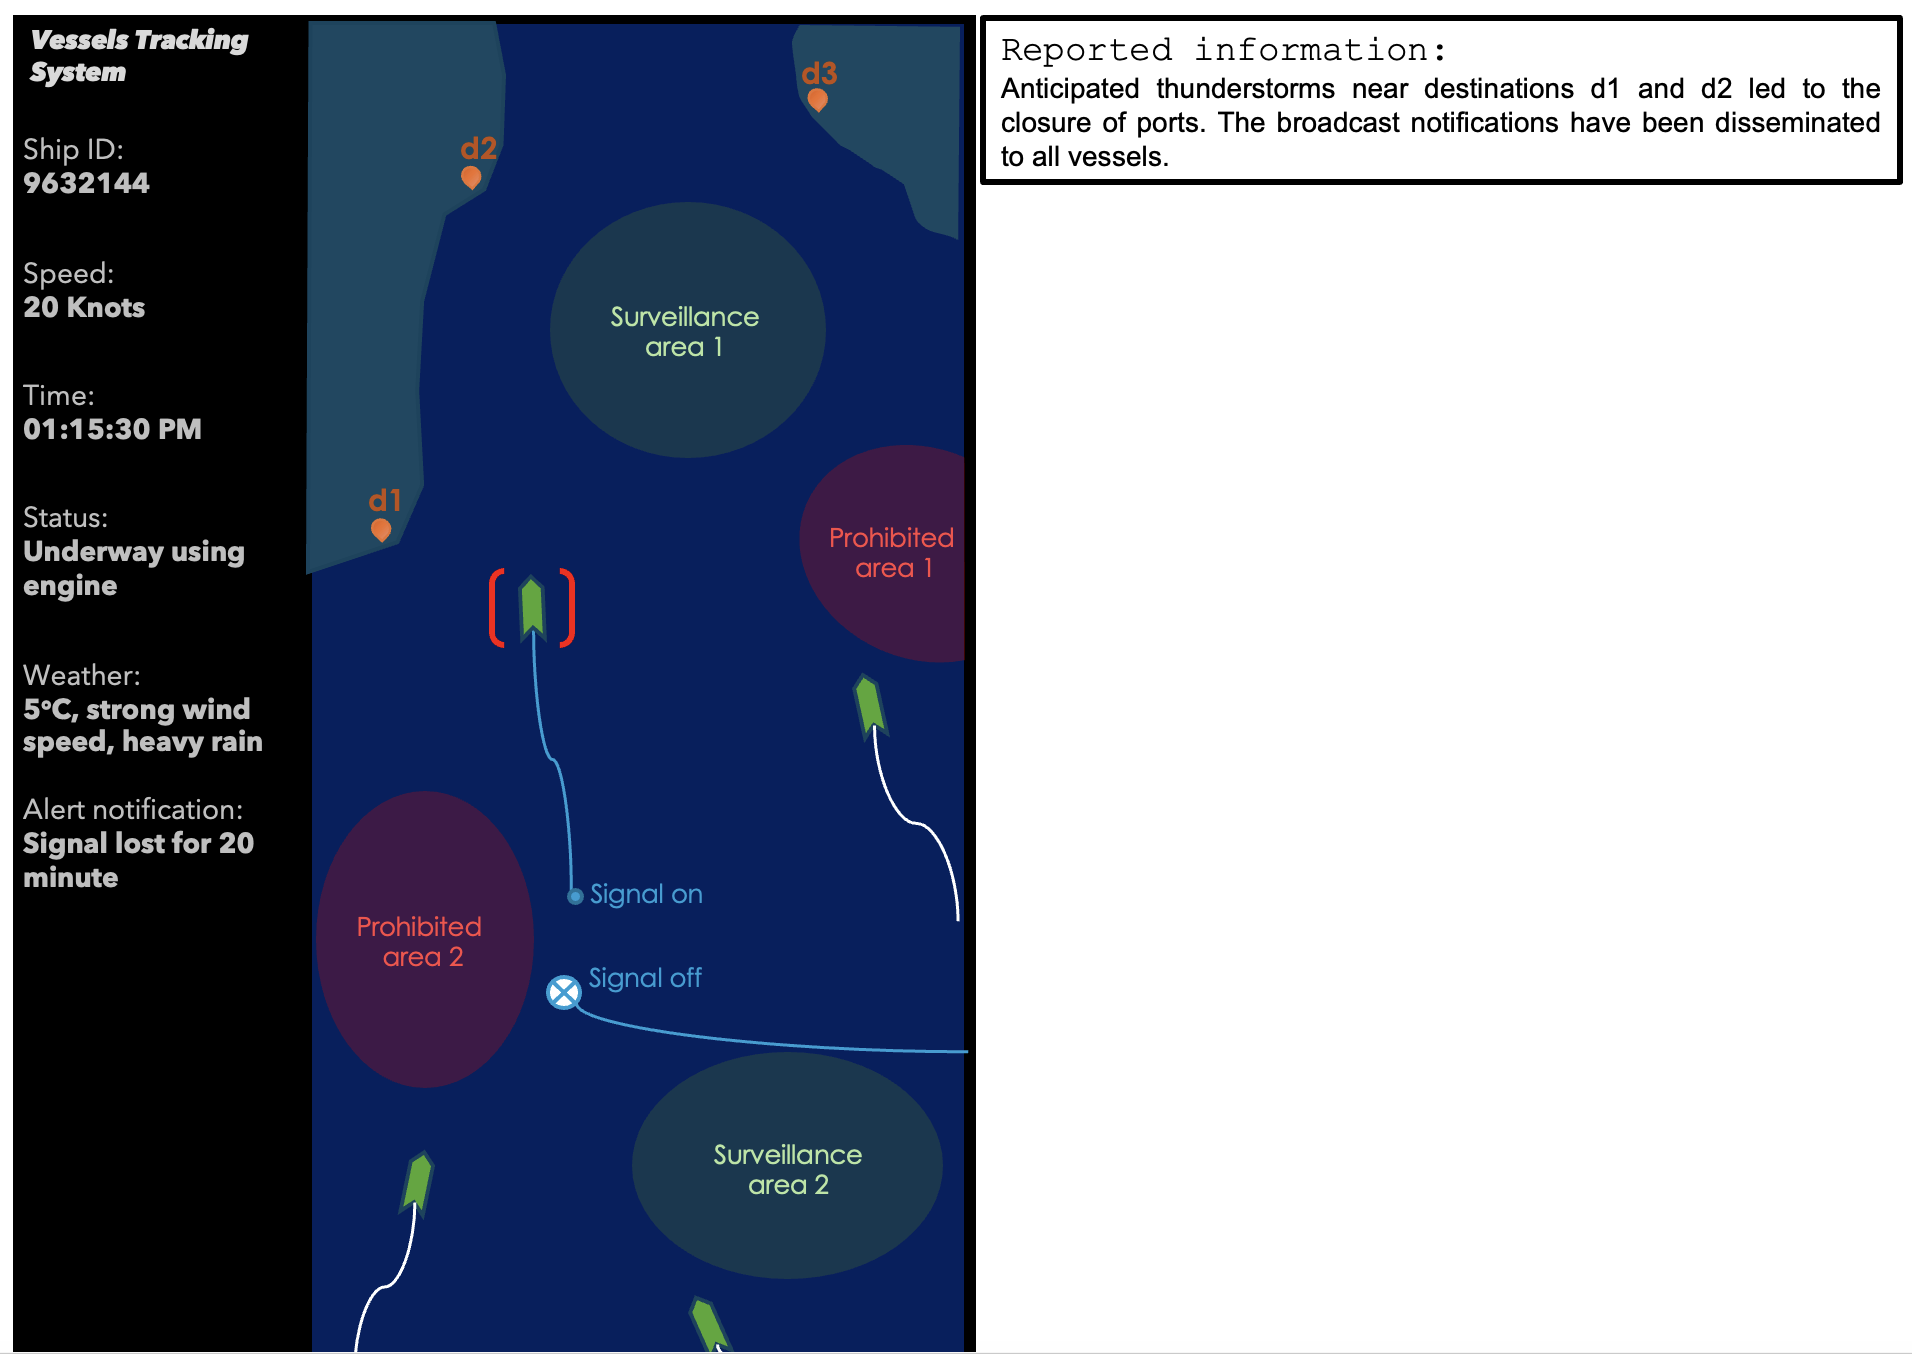 Vessels Tracking
System
Ship ID:
9632144
Speed:
20 Knots
Time:
01:15:30 PM
Status:
Underway using
engine
Weather:
5°C, strong wind
speed, heavy rain
Alert notification:
Signal lost for 20
minute
d3
d2
Surveillance
area 1
d1
Prohibited
area 1
Signal on
Prohibited
area 2
Signal off
Surveillance
area 2
Reported information:
Anticipated thunderstorms near destinations d1 and d2 led to the
closure of ports. The broadcast notifications have been disseminated
to all vessels.